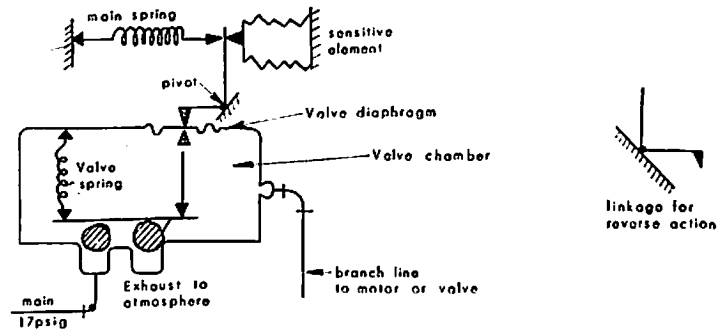 main spring
sensitive
element
pivot
Valve diaphragm
Valve
spring
Valve chamber
linkage for
reverse action
Exhaust to
atmosphere
branch line
to motor or valve
main
17psig